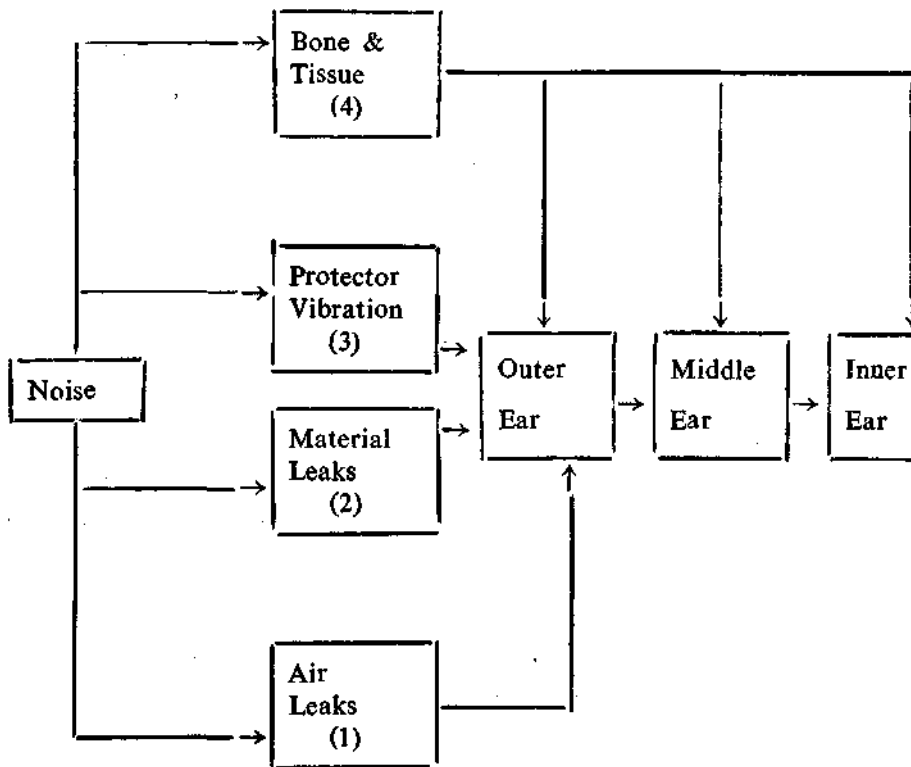 Bone &
Tissue
(4)
Protector
Vibration
(3)
Noise
Outer
Ear
Middle
Ear
Inner
Ear
Material
Leaks
(2)
Air
Leaks
(1)